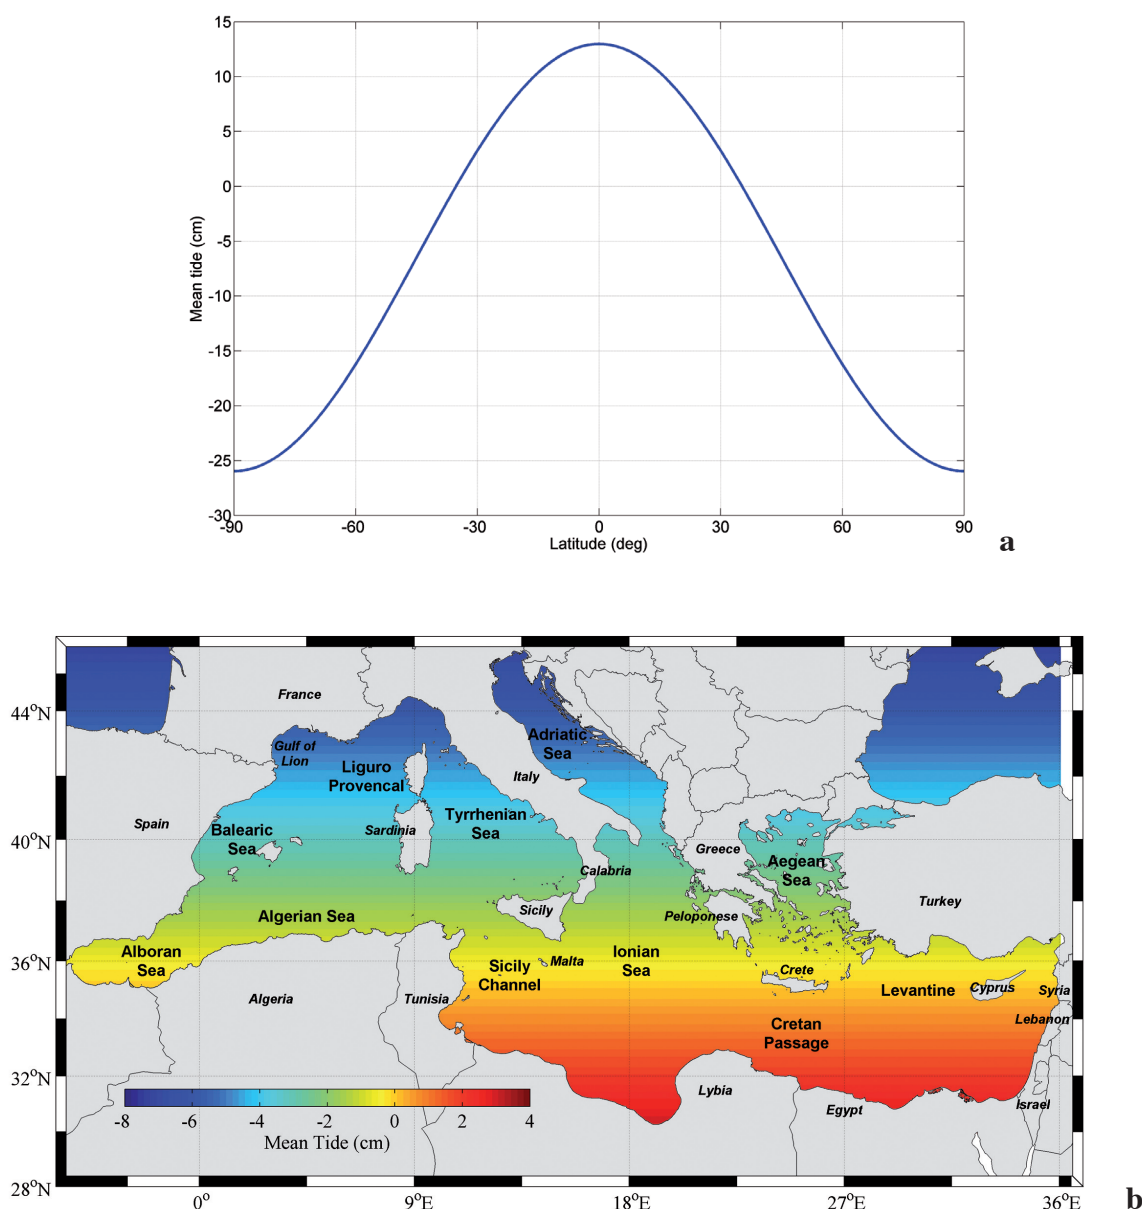 15
10
5
0
-5
-10
-15
-20
-25
-30
Mean tide (cm)
-90
-60
-30
0
30
60
90
Latitude (deg)
a
44°N
40°N
36°N
32°N
28°N
France
Gulf of
Lion
Liguro
Provencal
Adriatic
Sea
Italy
Spain
Balearic
Sea
Sardinia
Tyrrhenian
Sea
Greece
Aegean
Sea
Calabria
Turkey
Algerian Sea
Sicily
Peloponese
Alboran
Sea
Sicily
Channel
Malta
Ionian
Sea
Crete
Levantine
Cyprus
Syria
Algeria
Tunisia
Lebanon
Cretan
Passage
Lybia
Egypt
Israel
-8
-6
-4
-2
0
2
4
Mean Tide (cm)
0°
9°E
18°E
27°E
36°E
b